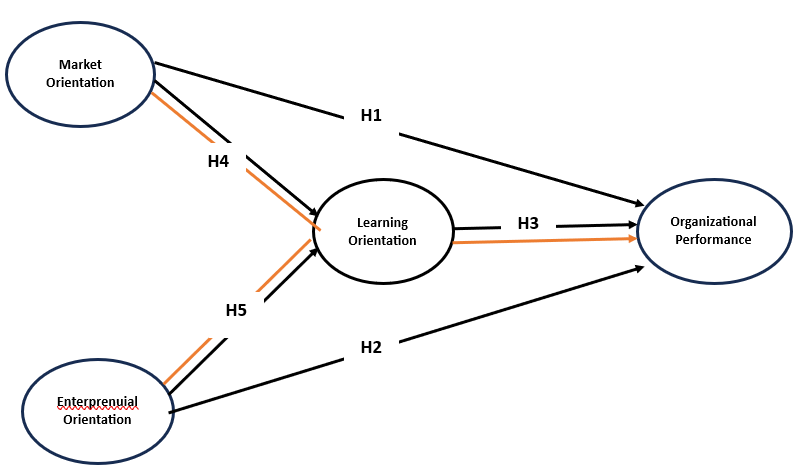 Market
Orientation
H1
H4
Learning
Orientation
H3
Organizational
Performance
H5
H2
Enterprenuial
Orientation